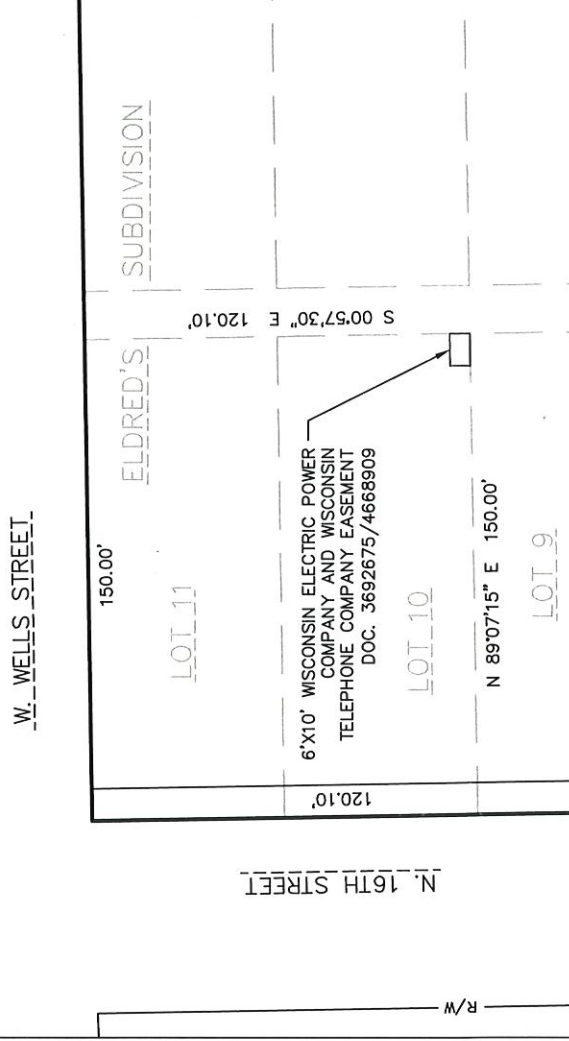 W. WELLS STREET
150.00'
ELDRED'S
SUBDIVISION
LOT 11
S 00°57'30" E 120.10'
6'X10' WISCONSIN ELECTRIC POWER
COMPANY AND WISCONSIN
TELEPHONE COMPANY EASEMENT
DOC. 3692675/4668909
LOT 10
N 89°07'15" E 150.00'
LOT 9
120.10'
N. 16TH STREET
R/W